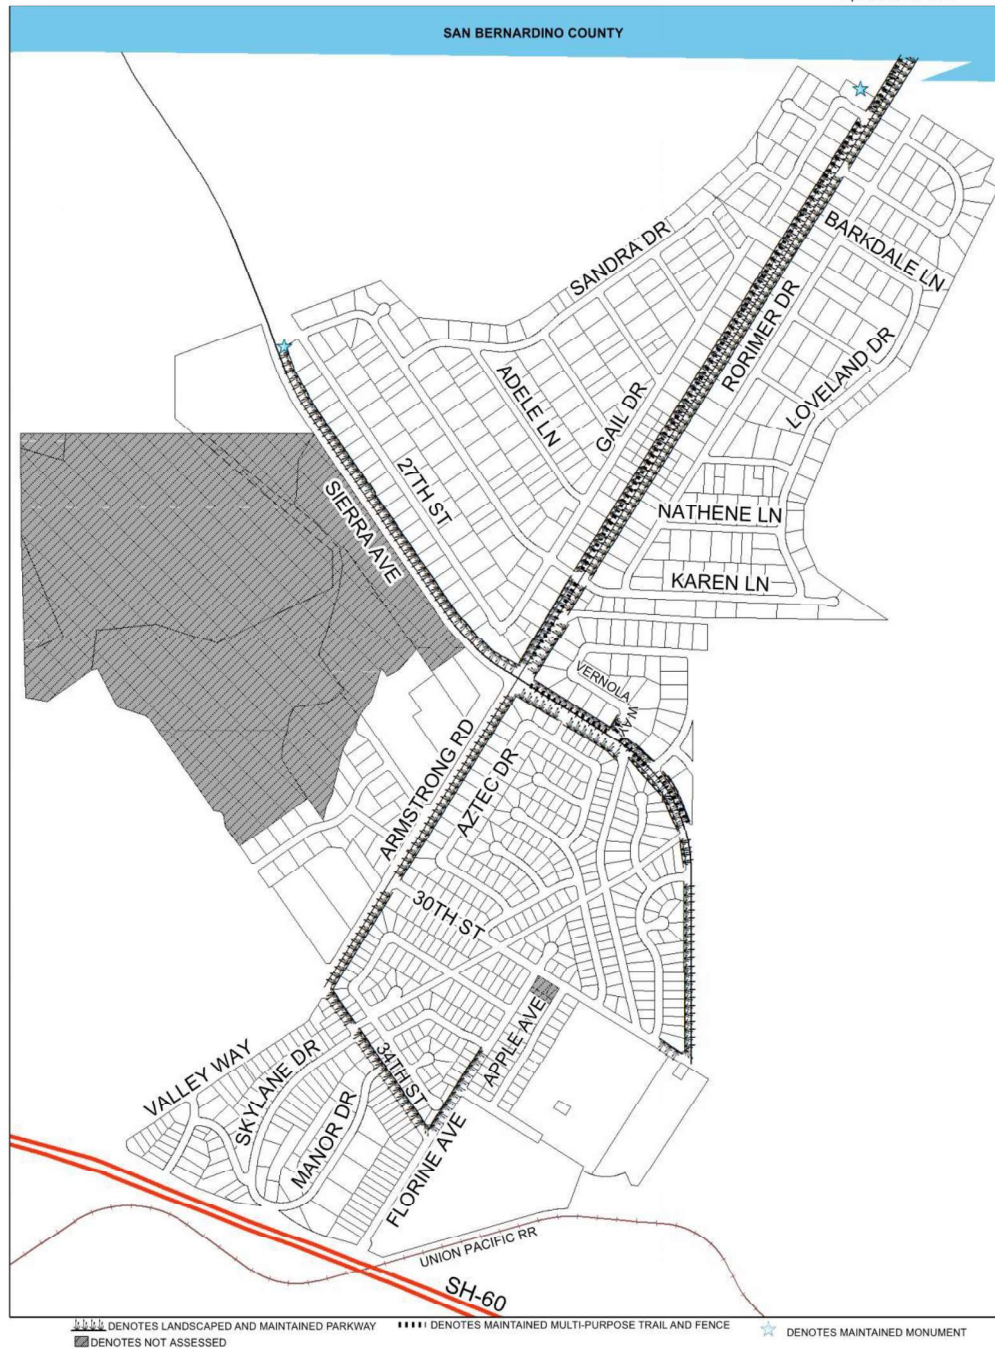 SAN BERNARDINO COUNTY
SANDRA DR
BARKDALE LN
RORIMER DR
LOVELAND DR
ADELE LN
GAIL DR
27TH ST
SIERRA AVE
NATHENE LN
KAREN LN
VERNOLA WAY
ARMSTRONG RD
AZTEC DR
30TH ST
APPLE AVE
34TH ST
VALLEY WAY
SKYLANE DR
MANOR DR
FLORINE AVE
UNION PACIFIC RR
SH-60
DENOTES LANDSCAPED AND MAINTAINED PARKWAY
DENOTES MAINTAINED MULTI-PURPOSE TRAIL AND FENCE
DENOTES MAINTAINED MONUMENT
DENOTES NOT ASSESSED